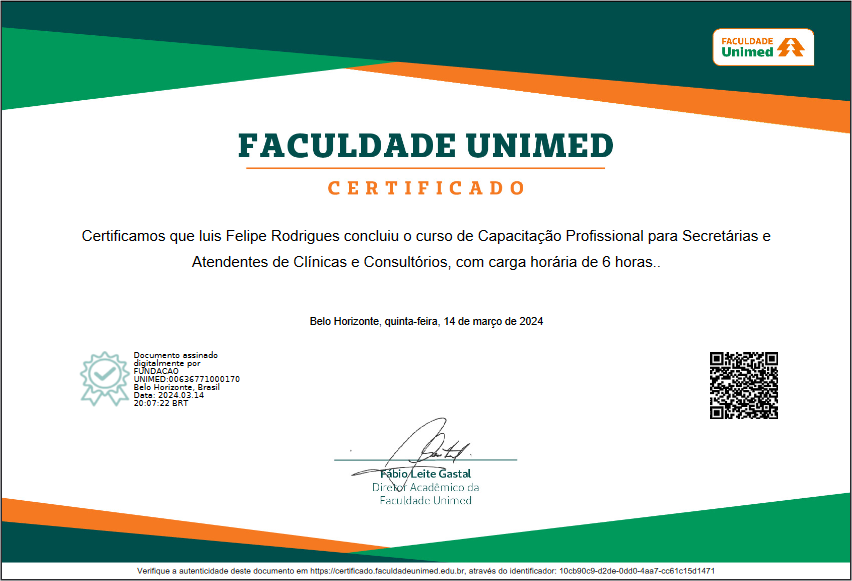 FACULDADE
Unimed
FACULDADE UNIMED
CERTIFICADO
Certificamos que luis Felipe Rodrigues concluiu o curso de Capacitação Profissional para Secretárias e
Atendentes de Clínicas e Consultórios, com carga horária de 6 horas..
Belo Horizonte, quinta-feira, 14 de março de 2024
Documento assinado
digitalmente por
FUNDACAO
UNIMED:00636771000170
Belo Horizonte, Brasil
Data: 2024.03.14
20:07:22 BRT
Fábio Leite Gastal
Diretor Acadêmico da
Faculdade Unimed
Verifique a autenticidade deste documento em https://certificado.faculdadeunimed.edu.br, através do identificador: 10cb90c9-d2de-0dd0-4aa7-cc61c15d1471